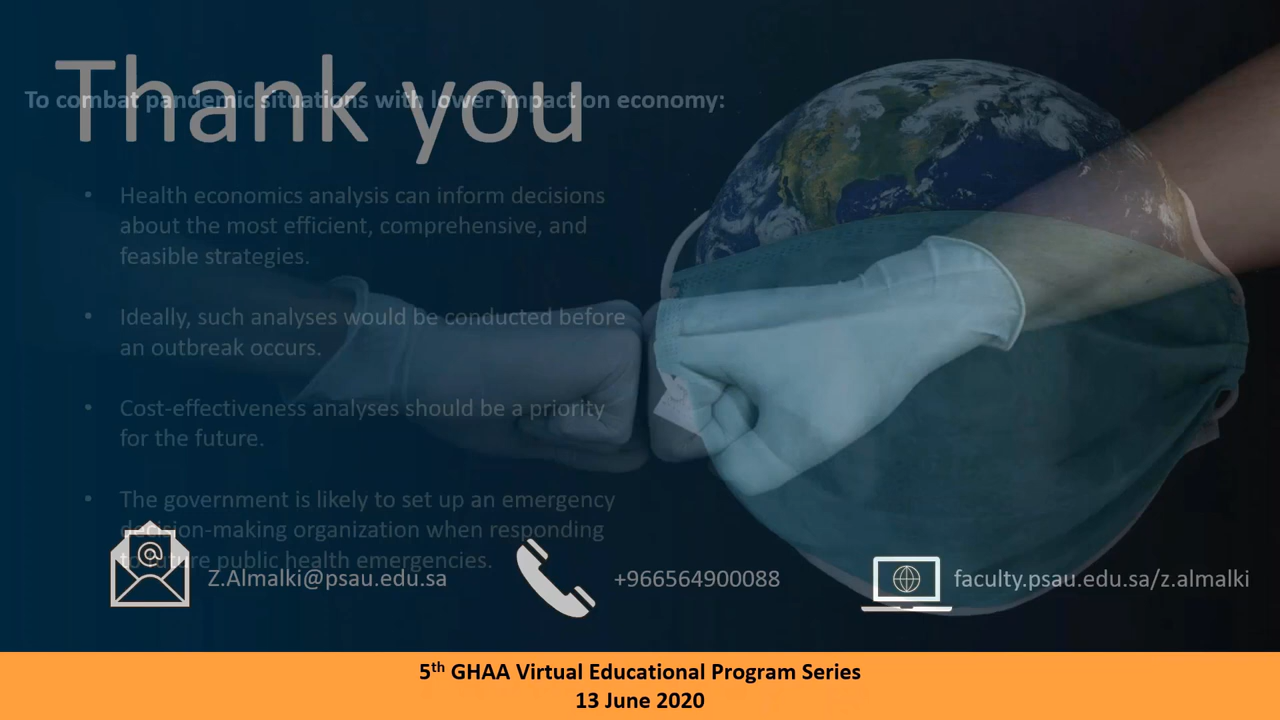 Thank you
To combat pandemic situations with lower impact on economy:
• Health economics analysis can inform decisions
about the most efficient, comprehensive, and
feasible strategies.
• Ideally, such analyses would be conducted before
an outbreak occurs.
• Cost-effectiveness analyses should be a priority
for the future.
• The government is likely to set up an emergency
decision-making organization when responding
to future public health emergencies.
Z.Almalki@psau.edu.sa
+966564900088
faculty.psau.edu.sa/z.almalki
5th GHAA Virtual Educational Program Series
13 June 2020